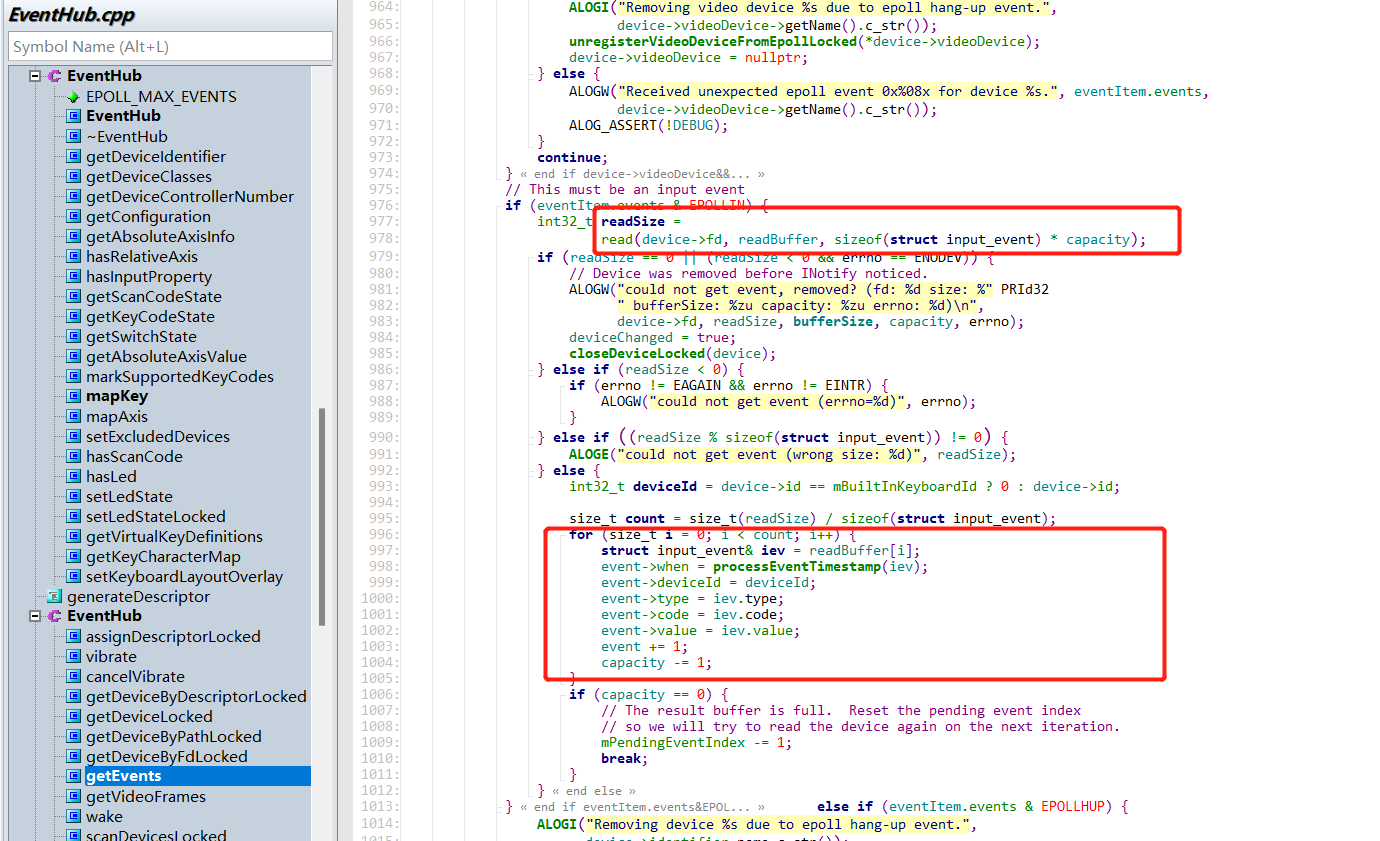 EventHub.cpp
Symbol Name (Alt+L)
EventHub
EPOLL_MAX_EVENTS
EventHub
~EventHub
getDeviceIdentifier
getDeviceClasses
getDeviceControllerNumber
getConfiguration
getAbsoluteAxisInfo
hasRelativeAxis
hasInputProperty
getScanCodeState
getKeyCodeState
getSwitchState
getAbsoluteAxisValue
markSupportedKeyCodes
mapKey
mapAxis
setExcludedDevices
hasScanCode
hasLed
setLedState
setLedStateLocked
getVirtualKeyDefinitions
getKeyCharacterMap
setKeyboardLayoutOverlay
generateDescriptor
EventHub
assignDescriptorLocked
vibrate
cancelVibrate
getDeviceByDescriptorLocked
getDeviceLocked
getDeviceByPathLocked
getDeviceByFdLocked
getEvents
getVideoFrames
wake
scanDevicesLocked
964: ALOGI("Removing video device %s due to epoll hang-up event.",
965: device->videoDevice->getName().c_str());
966: unregisterVideoDeviceFromEpollLocked(*device->videoDevice);
967: device->videoDevice = nullptr;
968: } else {
969: ALOGW("Received unexpected epoll event 0x%08x for device %s.", eventItem.events,
970: device->videoDevice->getName().c_str());
971: ALOG_ASSERT(!DEBUG);
972: }
973: continue;
974: } « end if device->videoDevice&&... »
975: // This must be an input event
976: if (eventItem.events & EPOLLIN) {
977: int32_t readSize =
978: read(device->fd, readBuffer, sizeof(struct input_event) * capacity);
979: if (readSize == 0 || (readSize < 0 && errno == ENODEV)) {
980: // Device was removed before INotify noticed.
981: ALOGW("could not get event, removed? (fd: %d size: %" PRId32
982: " bufferSize: %zu capacity: %zu errno: %d)\n",
983: device->fd, readSize, bufferSize, capacity, errno);
984: deviceChanged = true;
985: closeDeviceLocked(device);
986: } else if (readSize < 0) {
987: if (errno != EAGAIN && errno != EINTR) {
988: ALOGW("could not get event (errno=%d)", errno);
989: }
990: } else if ((readSize % sizeof(struct input_event)) != 0) {
991: ALOGE("could not get event (wrong size: %d)", readSize);
992: } else {
993: int32_t deviceId = device->id == mBuiltInKeyboardId ? 0 : device->id;
994:
995: size_t count = size_t(readSize) / sizeof(struct input_event);
996: for (size_t i = 0; i < count; i++) {
997: struct input_event& iev = readBuffer[i];
998: event->when = processEventTimestamp(iev);
999: event->deviceId = deviceId;
1000: event->type = iev.type;
1001: event->code = iev.code;
1002: event->value = iev.value;
1003: event += 1;
1004: capacity -= 1;
1005: }
1006: if (capacity == 0) {
1007: // The result buffer is full. Reset the pending event index
1008: // so we will try to read the device again on the next iteration.
1009: mPendingEventIndex -= 1;
1010: break;
1011: }
1012: } « end else »
1013: } « end if eventItem.events&EPOL... » else if (eventItem.events & EPOLLHUP) {
1014: ALOGI("Removing device %s due to epoll hang-up event.",